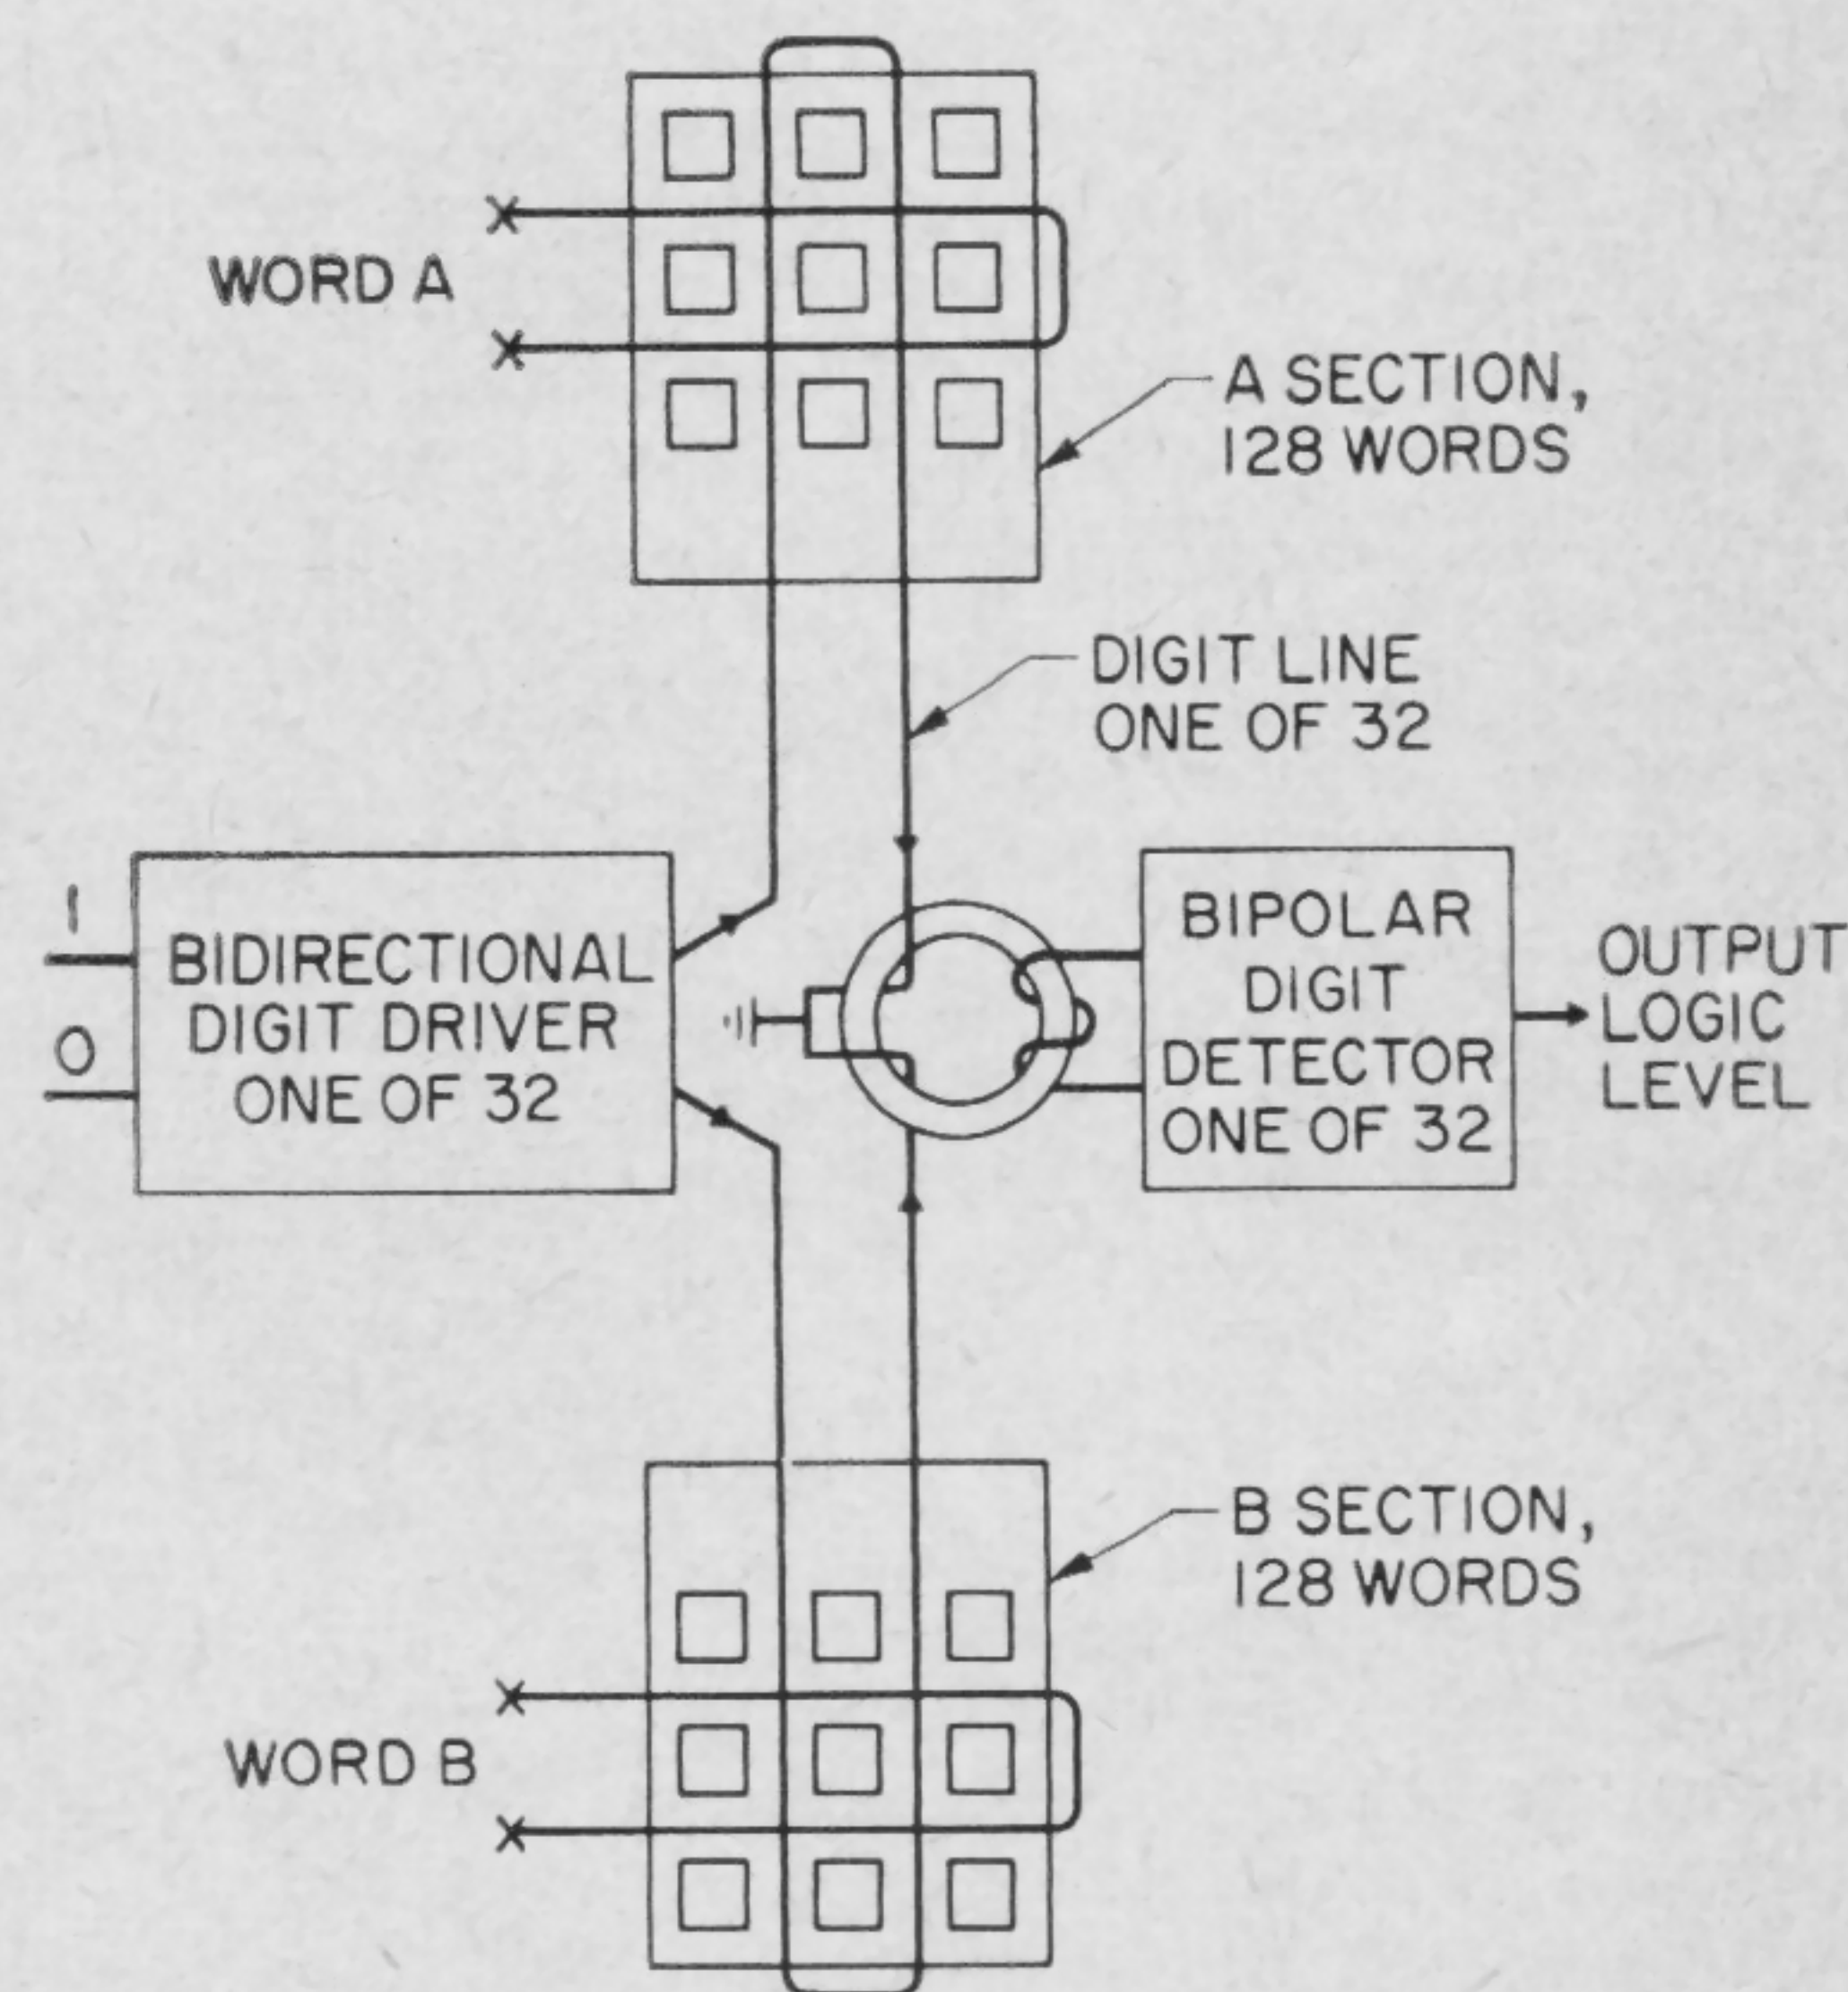 WORD A
A SECTION,
128 WORDS
DIGIT LINE
ONE OF 32
1
0
BIDIRECTIONAL
DIGIT DRIVER
ONE OF 32
BIPOLAR
DIGIT
DETECTOR
ONE OF 32
OUTPUT
LOGIC
LEVEL
B SECTION,
128 WORDS
WORD B